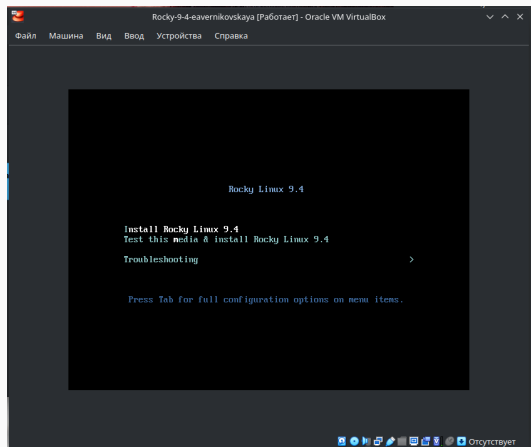 Rocky-9-4-eavernikovskaya [Работает] - Oracle VM VirtualBox
Файл Машина Вид Ввод Устройства Справка
Rocky Linux 9.4
Install Rocky Linux 9.4
Test this media & install Rocky Linux 9.4
Troubleshooting >
Press Tab for full configuration options on menu items.
Отсутствует